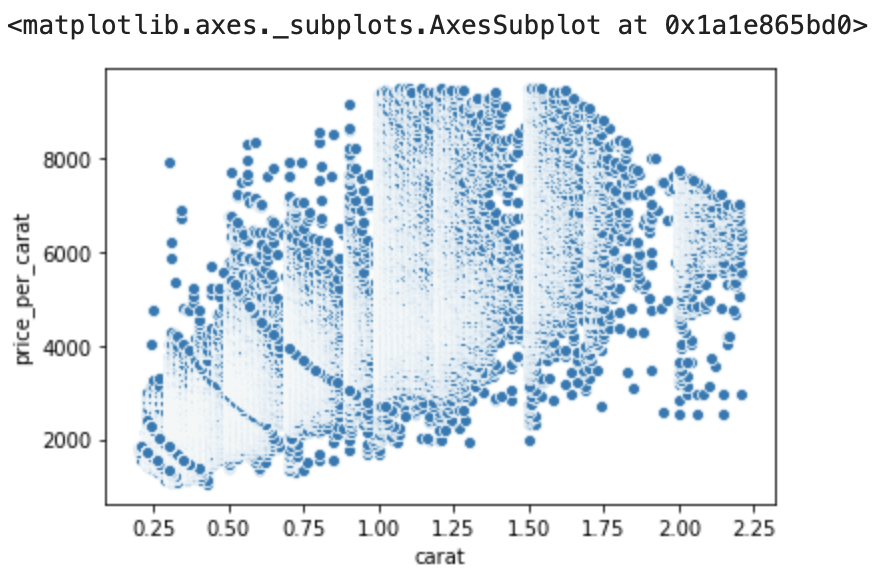 <matplotlib.axes._subplots.AxesSubplot at 0x1a1e865bd0>
8000
6000
4000
2000
price_per_carat
0.25 0.50 0.75 1.00 1.25 1.50 1.75 2.00 2.25
carat